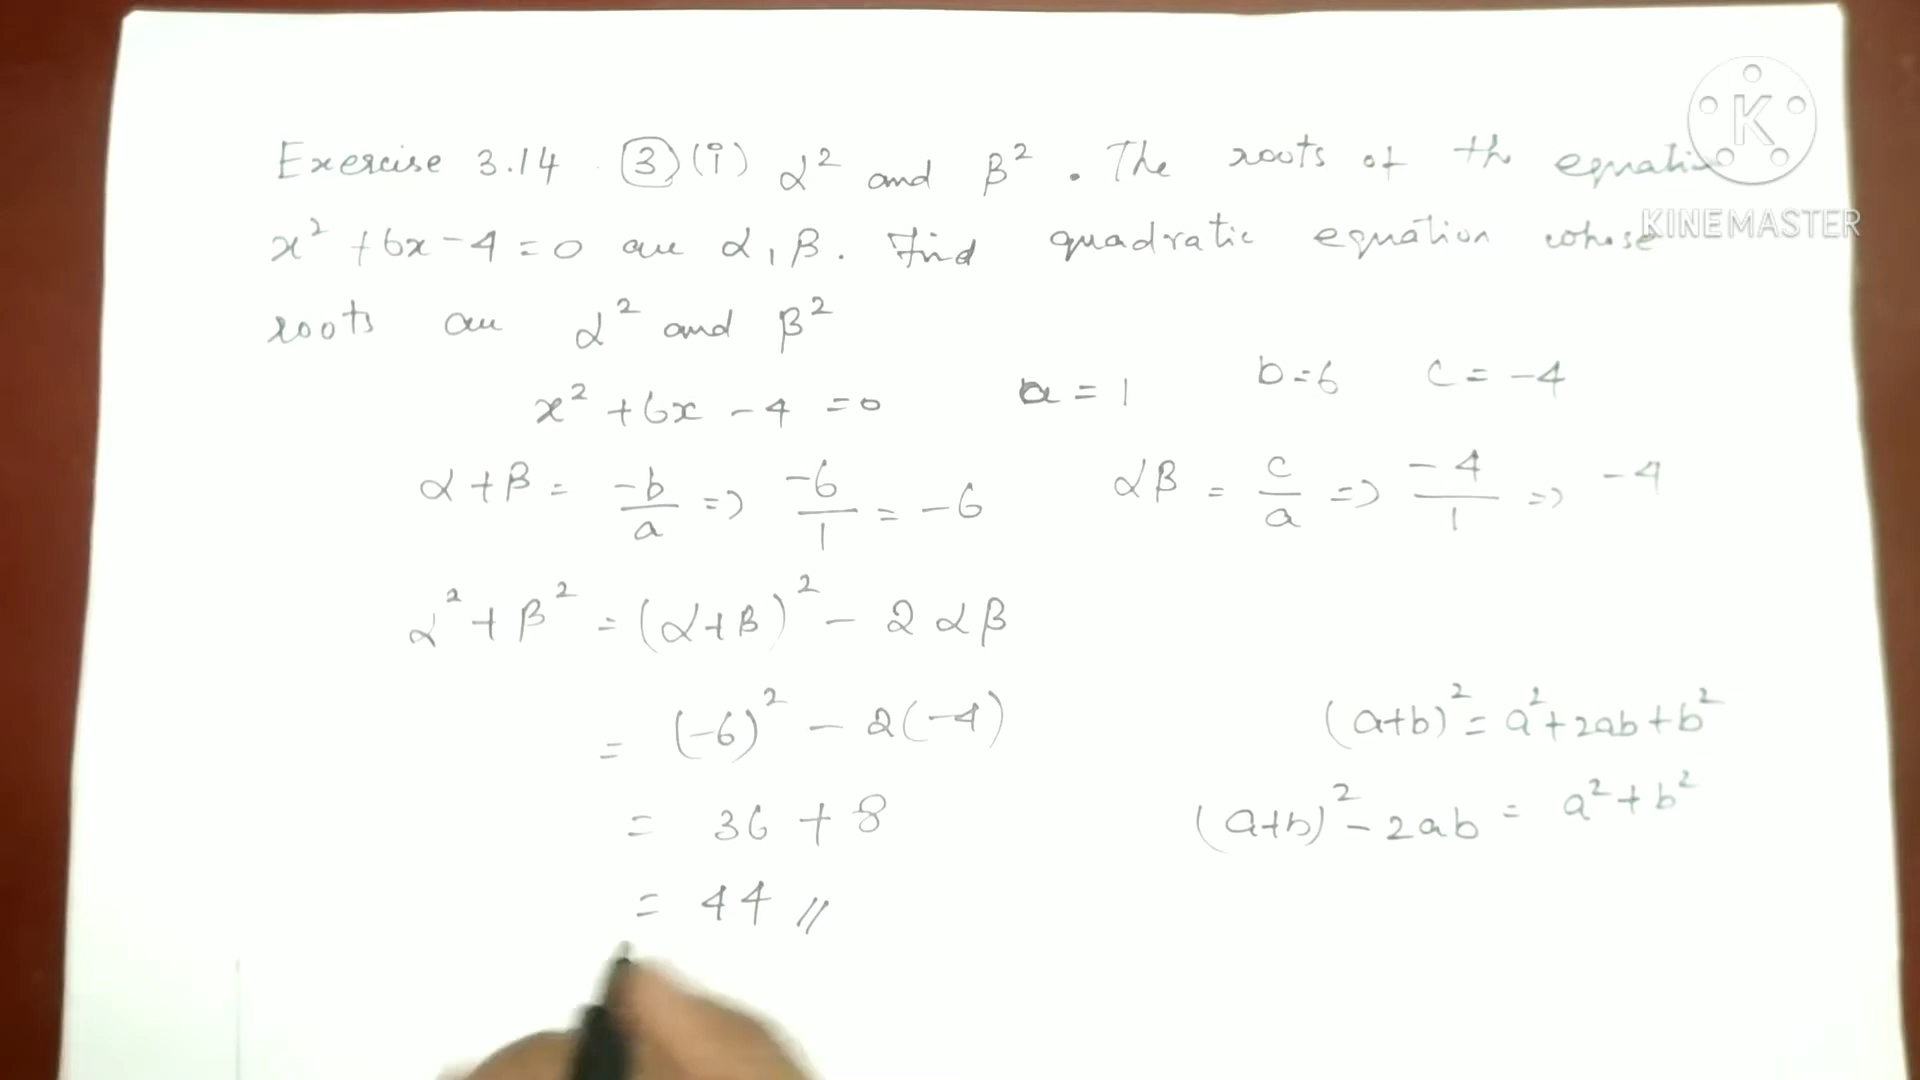 Exercise 3.14 ③ (i) α² and β². The roots of th equatio
x² + 6x - 4 = 0 are α, β. Find quadratic equation whose
roots are α² and β²
x² + 6x - 4 = 0 a = 1 b = 6 c = -4
α + β = -b/a => -6/1 = -6 αβ = c/a => -4/1 => -4
α² + β² = (α+β)² - 2αβ
= (-6)² - 2(-4) (a+b)² = a² + 2ab + b²
= 36 + 8 (a+b)² - 2ab = a² + b²
= 44 //
K
KINEMASTER